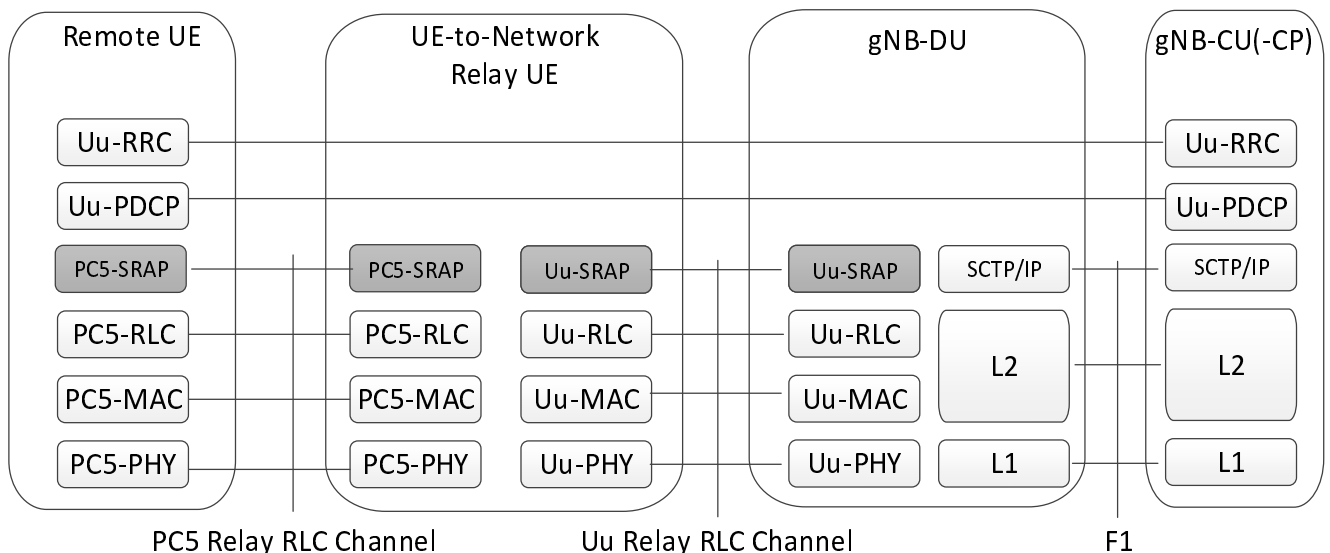 Remote UE
UE-to-Network
Relay UE
gNB-DU
gNB-CU(-CP)
Uu-RRC
Uu-RRC
Uu-PDCP
Uu-PDCP
PC5-SRAP
PC5-SRAP
Uu-SRAP
Uu-SRAP
SCTP/IP
SCTP/IP
PC5-RLC
PC5-RLC
Uu-RLC
Uu-RLC
L2
L2
PC5-MAC
PC5-MAC
Uu-MAC
Uu-MAC
PC5-PHY
PC5-PHY
Uu-PHY
Uu-PHY
L1
L1
PC5 Relay RLC Channel
Uu Relay RLC Channel
F1